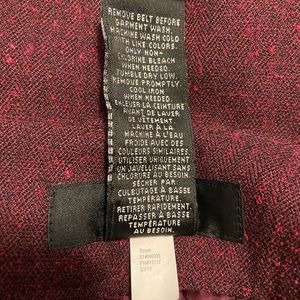 REMOVE BELT BEFORE
GARMENT WASH.
MACHINE WASH COLD
WITH LIKE COLORS.
ONLY NON-
CHLORINE BLEACH
WHEN NEEDED.
TUMBLE DRY LOW.
REMOVE PROMPTLY.
COOL IRON
WHEN NEEDED.
ENLEVER LA CEINTURE
AVANT DE LAVER
LE VÊTEMENT.
LAVER À LA
MACHINE À L'EAU
FROIDE AVEC DES
COULEURS SIMILAIRES.
UTILISER UNIQUEMENT
UN JAVELLISANT SANS
CHLORURE AU BESOIN.
SÉCHER PAR
CULBUTAGE À BASSE
TEMPÉRATURE.
RETIRER RAPIDEMENT.
REPASSER À BASSE
TEMPÉRATURE
AU BESOIN.
Target